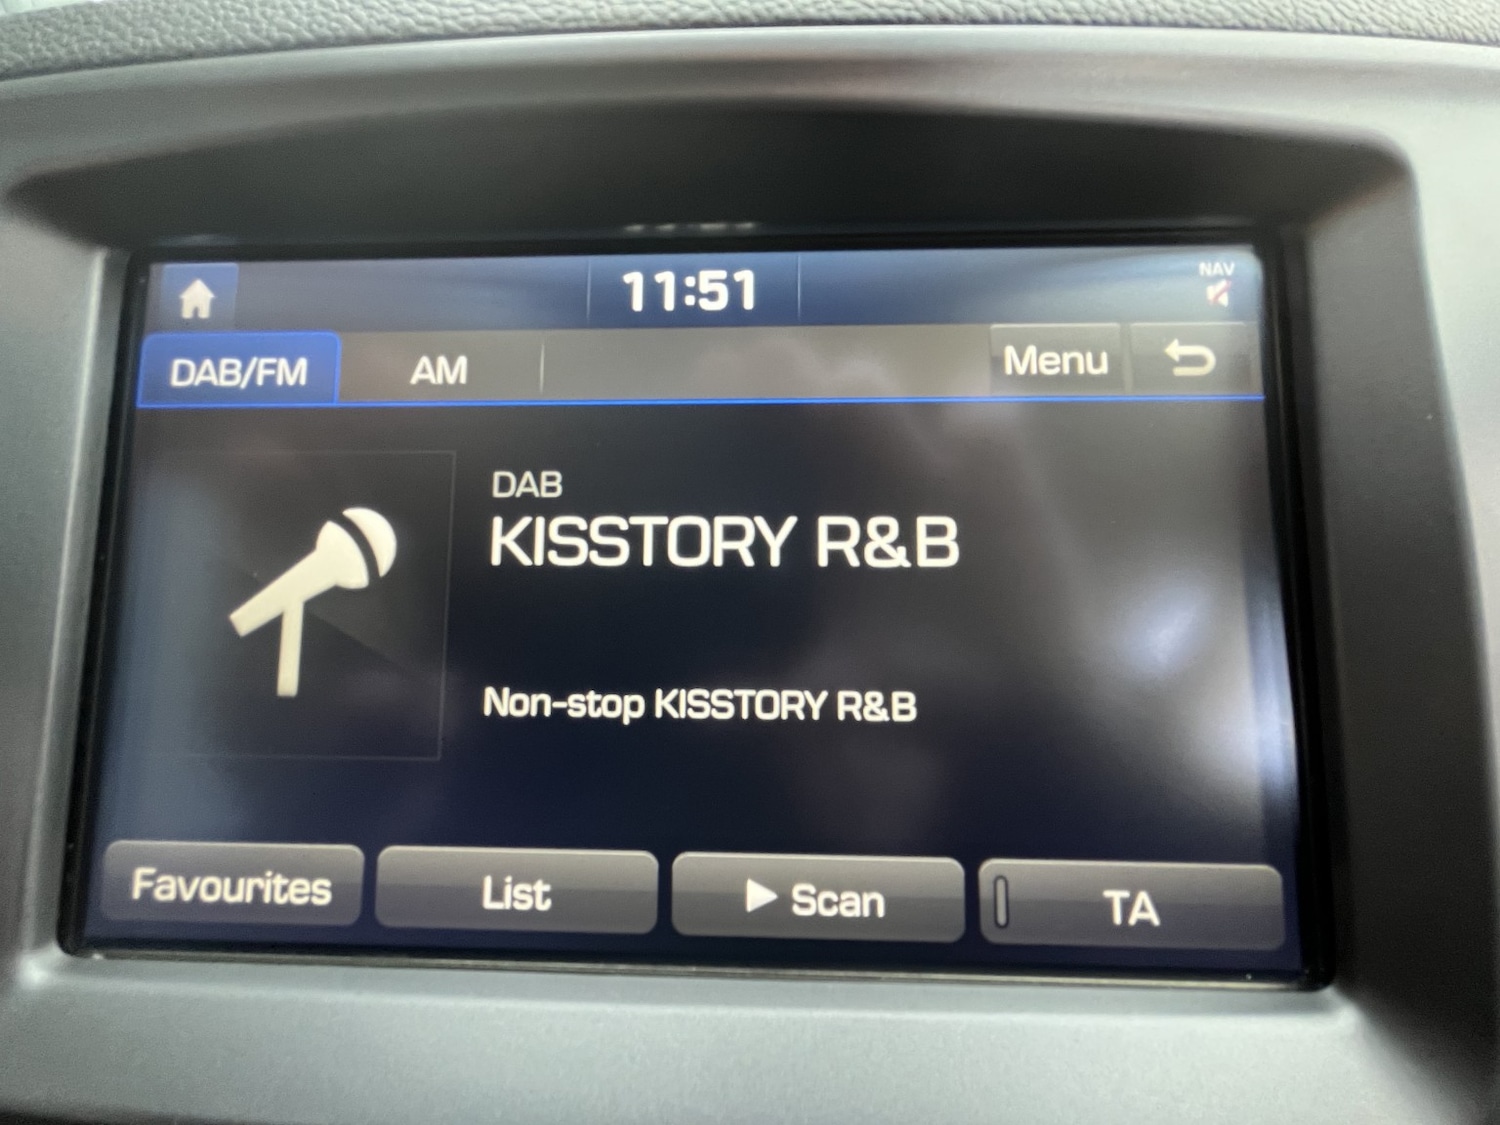 11:51
NAV
DAB/FM AM Menu
DAB
KISSTORY R&B
Non-stop KISSTORY R&B
Favourites List Scan TA